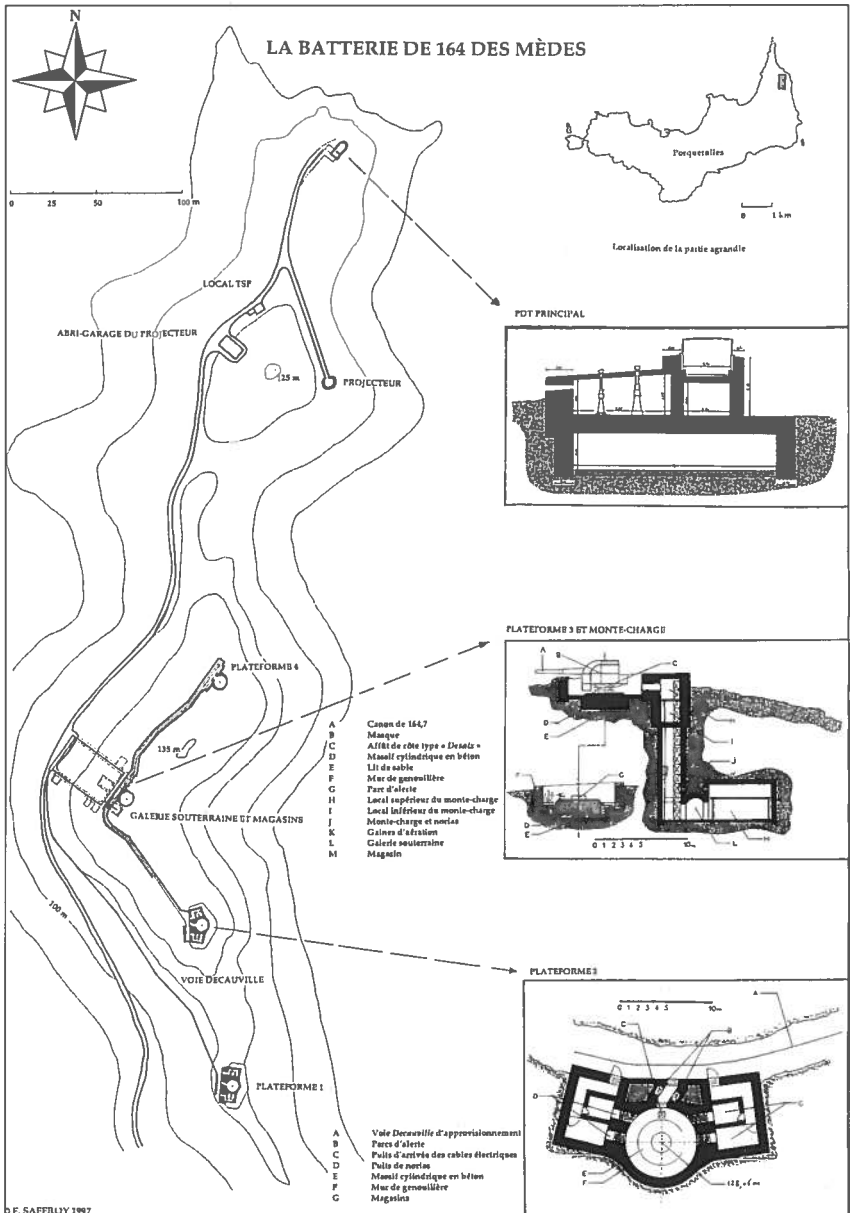 N
LA BATTERIE DE 164 DES MÈDES
0 25 50 100 m
Porquerolles
0 1 km
Localisation de la partie agrandie
LOCAL TSF
ABRI-GARAGE DU PROJECTEUR
125 m
PROJECTEUR
PDT PRINCIPAL
PLATEFORME 4
135 m
GALERIE SOUTERRAINE ET MAGASINS
100 m
VOIE DECAUVILLE
PLATEFORME 1
PLATEFORME 3 ET MONTE-CHARGE
A
B
C
D
E
F
G
D
E
H
I
J
L
H
0 1 2 3 4 5 10m
A Canon de 164,7
B Masque
C Affût de côte type « Desaix »
D Massif cylindrique en béton
E Lit de sable
F Mur de genouillère
G Parc d'alerte
H Local supérieur du monte-charge
I Local inférieur du monte-charge
J Monte-charge et norias
K Gaines d'aération
L Galerie souterraine
M Magasin
PLATEFORME 2
0 1 2 3 4 5 10m
A
C
B
D
G
E
F
A Voie Decauville d'approvisionnement
B Parcs d'alerte
C Puits d'arrivée des cables électriques
D Puits de norias
E Massif cylindrique en béton
F Mur de genouillère
G Magasins
F. SAFFROY 1997